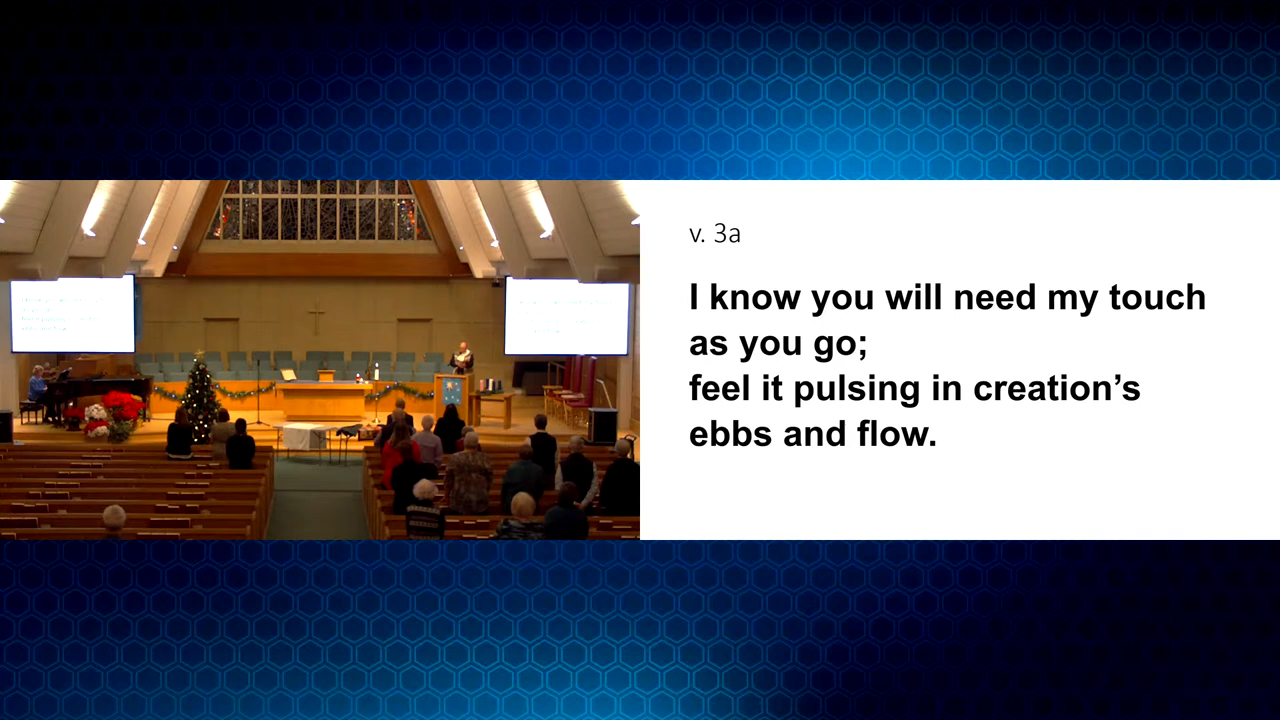 v. 3a
I know you will need my touch
as you go;
feel it pulsing in creation’s
ebbs and flow.